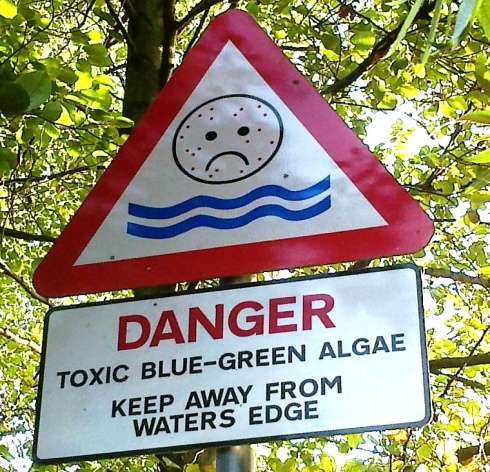 DANGER
TOXIC BLUE-GREEN ALGAE
KEEP AWAY FROM
WATERS EDGE